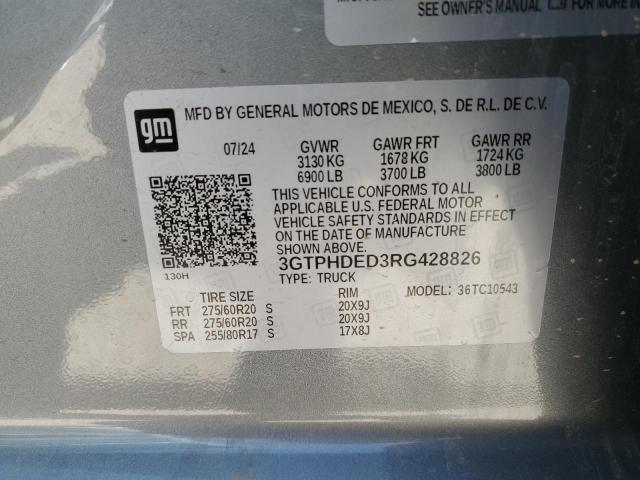 SEE OWNER'S MANUAL FOR MORE IN
gm
MFD BY GENERAL MOTORS DE MEXICO, S. DE R.L. DE C.V.
07/24 GVWR GAWR FRT GAWR RR
3130 KG 1678 KG 1724 KG
6900 LB 3700 LB 3800 LB
THIS VEHICLE CONFORMS TO ALL
APPLICABLE U.S. FEDERAL MOTOR
VEHICLE SAFETY STANDARDS IN EFFECT
ON THE DATE OF MANUFACTURE
SHOWN ABOVE.
130H
3GTPHDED3RG428826
TYPE: TRUCK MODEL: 36TC10543
TIRE SIZE RIM
FRT 275/60R20 S 20X9J
RR 275/60R20 S 20X9J
SPA 255/80R17 S 17X8J